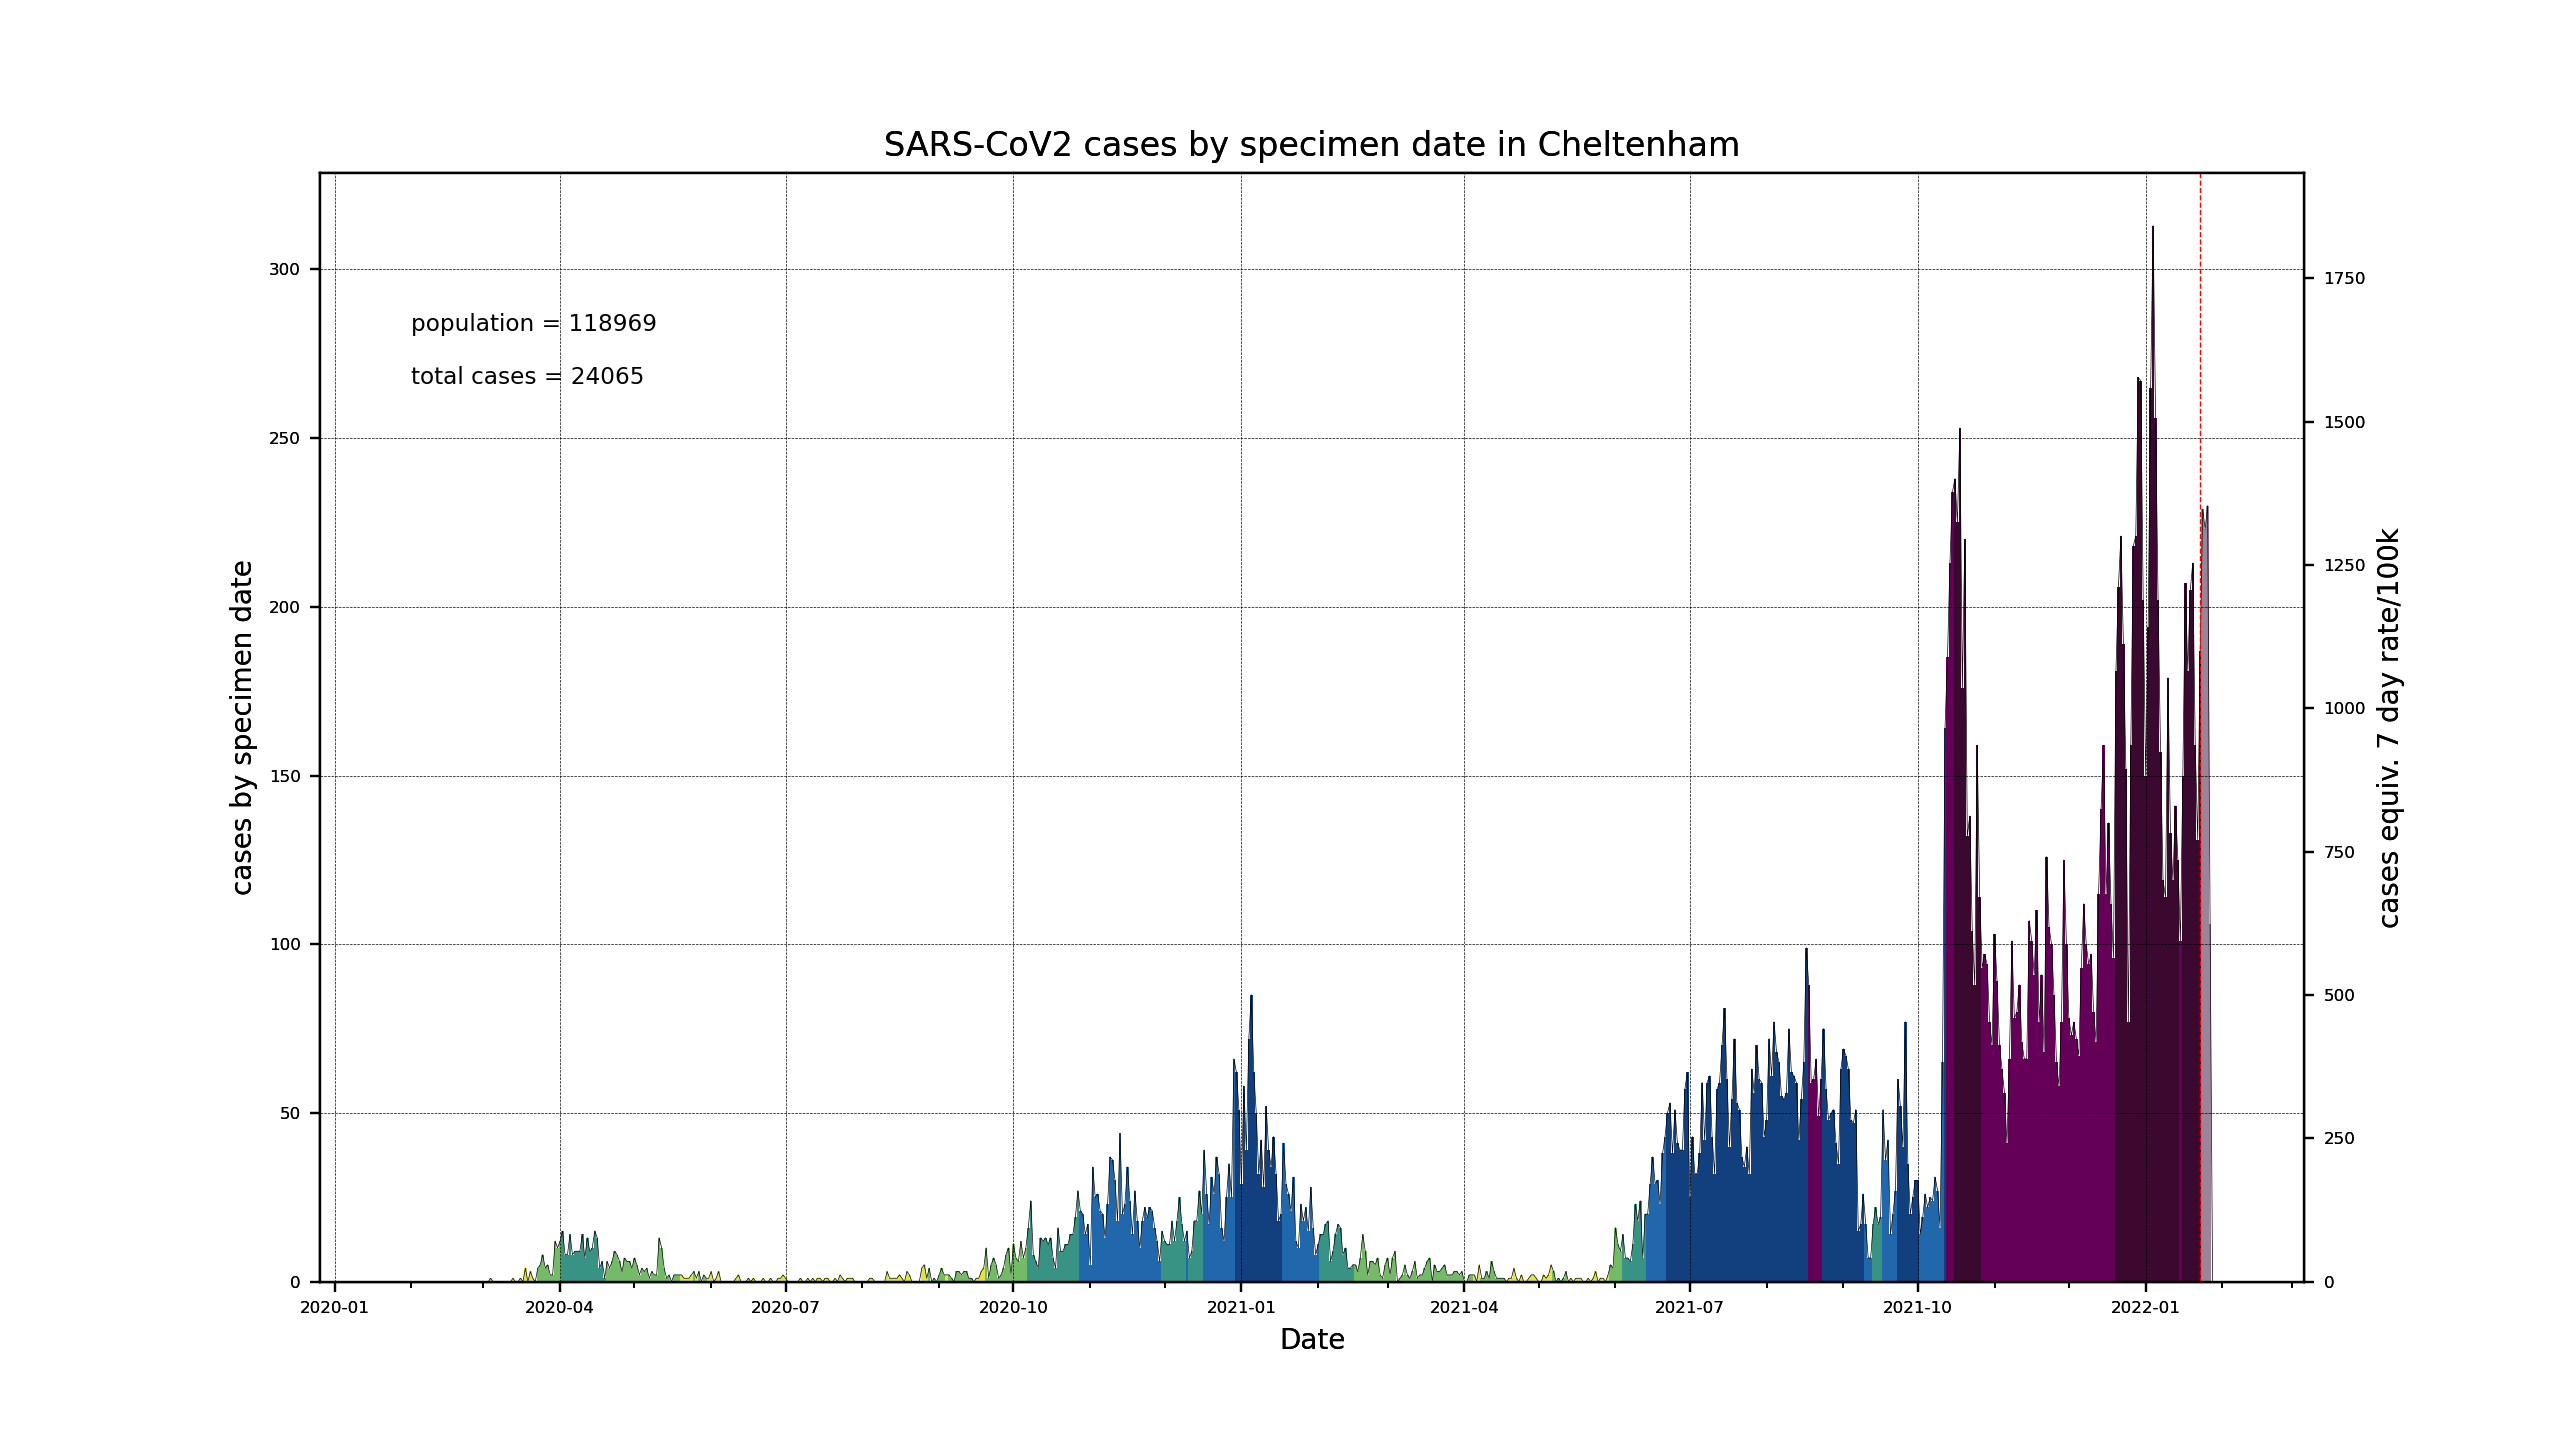 SARS-CoV2 cases by specimen date in Cheltenham
population = 118969
total cases = 24065
cases by specimen date
300
250
200
150
100
50
0
1750
1500
1250
1000
750
500
250
0
cases equiv. 7 day rate/100k
2020-01 2020-04 2020-07 2020-10 2021-01 2021-04 2021-07 2021-10 2022-01
Date